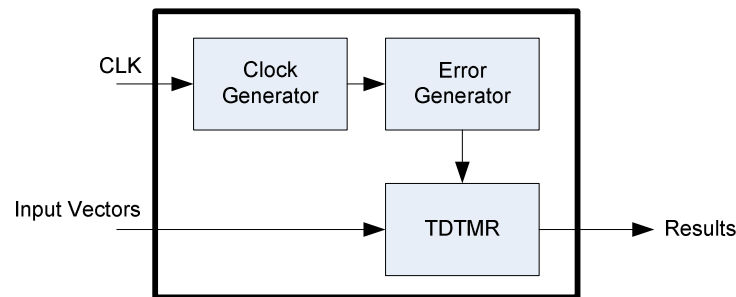 CLK
Clock
Generator
Error
Generator
Input Vectors
TDTMR
Results